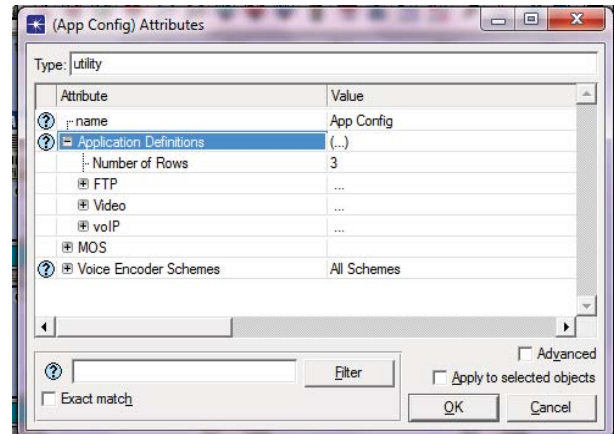 (App Config) Attributes
Type: utility
Attribute Value
name App Config
Application Definitions (...)
Number of Rows 3
FTP ...
Video ...
voIP ...
MOS
Voice Encoder Schemes All Schemes
Advanced
Filter
Apply to selected objects
Exact match
OK Cancel